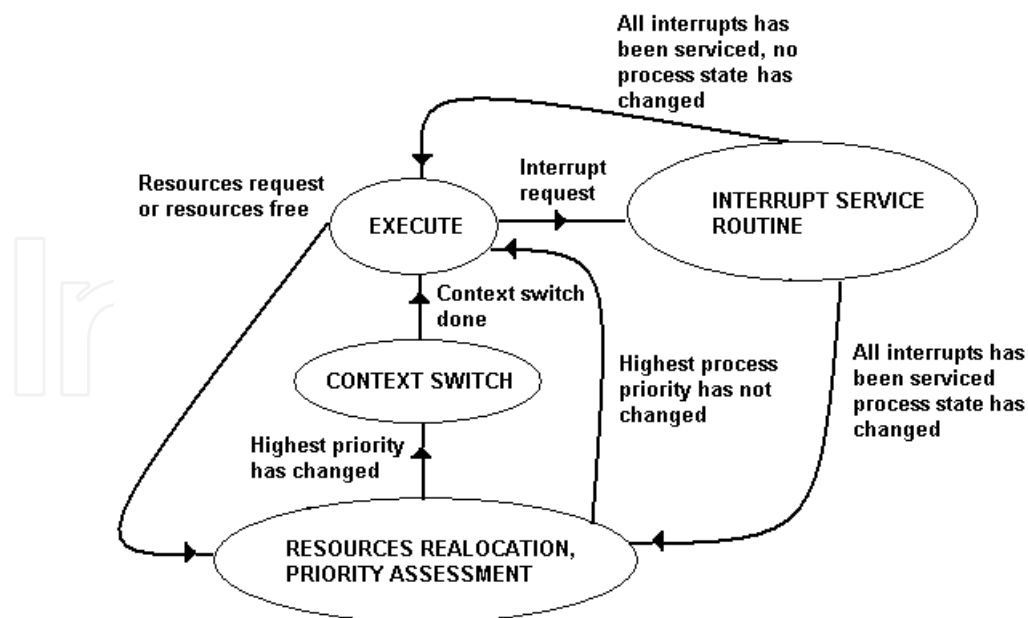 All interrupts has
been serviced, no
process state has
changed
Resources request
or resources free
Interrupt
request
EXECUTE
INTERRUPT SERVICE
ROUTINE
Context switch
done
CONTEXT SWITCH
Highest process
priority has not
changed
All interrupts has
been serviced
process state has
changed
Highest priority
has changed
RESOURCES REALOCATION,
PRIORITY ASSESSMENT